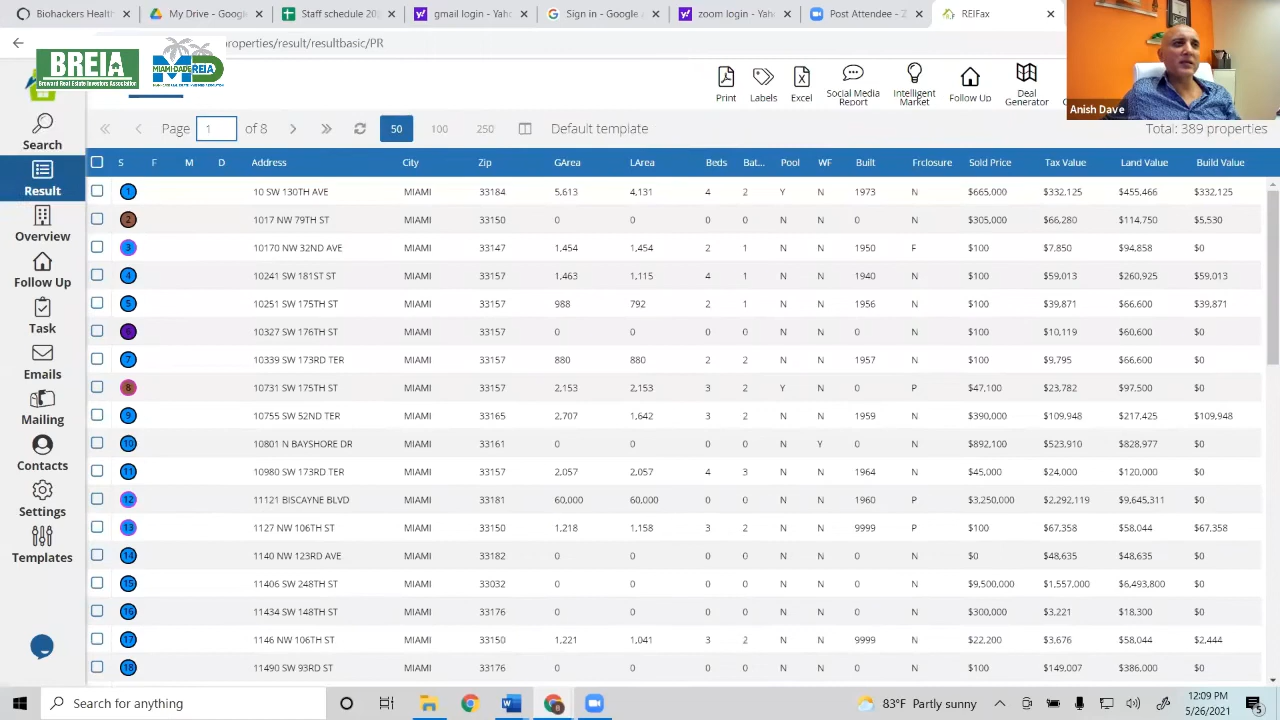 Biohackers Health
My Drive - Google
Staff schedule 20
gmail login - Yahoo
Sign in - Google
zoom login - Yahoo
Post Attendee - Z
REIFax
properties/result/resultbasic/PR
BREIA
Broward Real Estate Investors Association
MIAMI-DADE REIA
Print
Labels
Excel
Social Media Report
Intelligent Market
Follow Up
Deal Generator
Anish Dave
Page 1 of 8 50 100 250 Default template Total: 389 properties
S F M D Address City Zip GArea LArea Beds Bat... Pool WF Built Frclosure Sold Price Tax Value Land Value Build Value
1 10 SW 130TH AVE MIAMI 33184 5,613 4,131 4 2 Y N 1973 N $665,000 $332,125 $455,466 $332,125
2 1017 NW 79TH ST MIAMI 33150 0 0 0 0 N N 0 N $305,000 $66,280 $114,750 $5,530
3 10170 NW 32ND AVE MIAMI 33147 1,454 1,454 2 1 N N 1950 F $100 $7,850 $94,858 $0
4 10241 SW 181ST ST MIAMI 33157 1,463 1,115 4 1 N N 1940 N $100 $59,013 $260,925 $59,013
5 10251 SW 175TH ST MIAMI 33157 988 792 2 1 N N 1956 N $100 $39,871 $66,600 $39,871
6 10327 SW 176TH ST MIAMI 33157 0 0 0 0 N N 0 N $100 $10,119 $60,600 $0
7 10339 SW 173RD TER MIAMI 33157 880 880 2 2 N N 1957 N $100 $9,795 $66,600 $0
8 10731 SW 175TH ST MIAMI 33157 2,153 2,153 3 2 Y N 0 P $47,100 $23,782 $97,500 $0
9 10755 SW 52ND TER MIAMI 33165 2,707 1,642 3 2 N N 1959 N $390,000 $109,948 $217,425 $109,948
10 10801 N BAYSHORE DR MIAMI 33161 0 0 0 0 N N 0 N $892,100 $523,910 $828,977 $0
11 10980 SW 173RD TER MIAMI 33157 2,057 2,057 4 3 N N 1964 N $45,000 $24,000 $120,000 $0
12 11121 BISCAYNE BLVD MIAMI 33181 60,000 60,000 0 0 N N 1960 P $3,250,000 $2,292,119 $9,645,311 $0
13 1127 NW 106TH ST MIAMI 33150 1,218 1,158 3 2 N N 9999 P $100 $67,358 $58,044 $67,358
14 1140 NW 123RD AVE MIAMI 33182 0 0 0 0 N N 0 N $0 $48,635 $48,635 $0
15 11406 SW 248TH ST MIAMI 33032 0 0 0 0 N N 0 N $9,500,000 $1,557,000 $6,493,800 $0
16 11434 SW 148TH ST MIAMI 33176 0 0 0 0 N N 0 N $300,000 $3,221 $18,300 $0
17 1146 NW 106TH ST MIAMI 33150 1,221 1,041 3 2 N N 9999 N $22,200 $3,676 $58,044 $2,444
18 11490 SW 93RD ST MIAMI 33176 0 0 0 0 N N 0 N $100 $149,007 $386,000 $0
Search
Result
Overview
Follow Up
Task
Emails
Mailing
Contacts
Settings
Templates
Search for anything
83°F Partly sunny
12:09 PM
5/26/2021
5